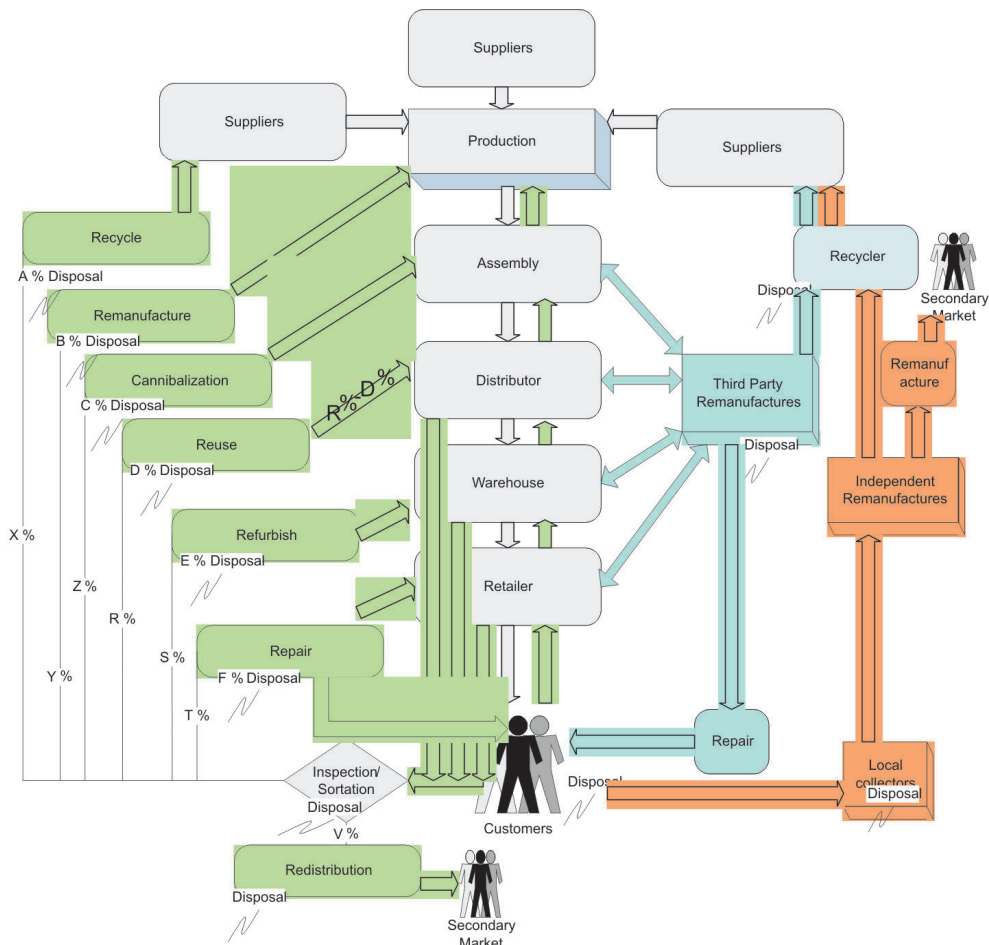 Suppliers
Suppliers
Production
Suppliers
Recycle
A % Disposal
Assembly
Recycler
Disposal
Secondary
Market
Remanufacture
B % Disposal
Cannibalization
C % Disposal
Distributor
Third Party
Remanufactures
Disposal
Remanuf
acture
R%-D%
Reuse
D % Disposal
Warehouse
Independent
Remanufactures
Refurbish
E % Disposal
X %
Retailer
Z %
R %
S %
Y %
T %
Repair
F % Disposal
Repair
Inspection/
Sortation
Disposal
V %
Customers
Disposal
Local
collectors
Disposal
Redistribution
Disposal
Secondary
Market